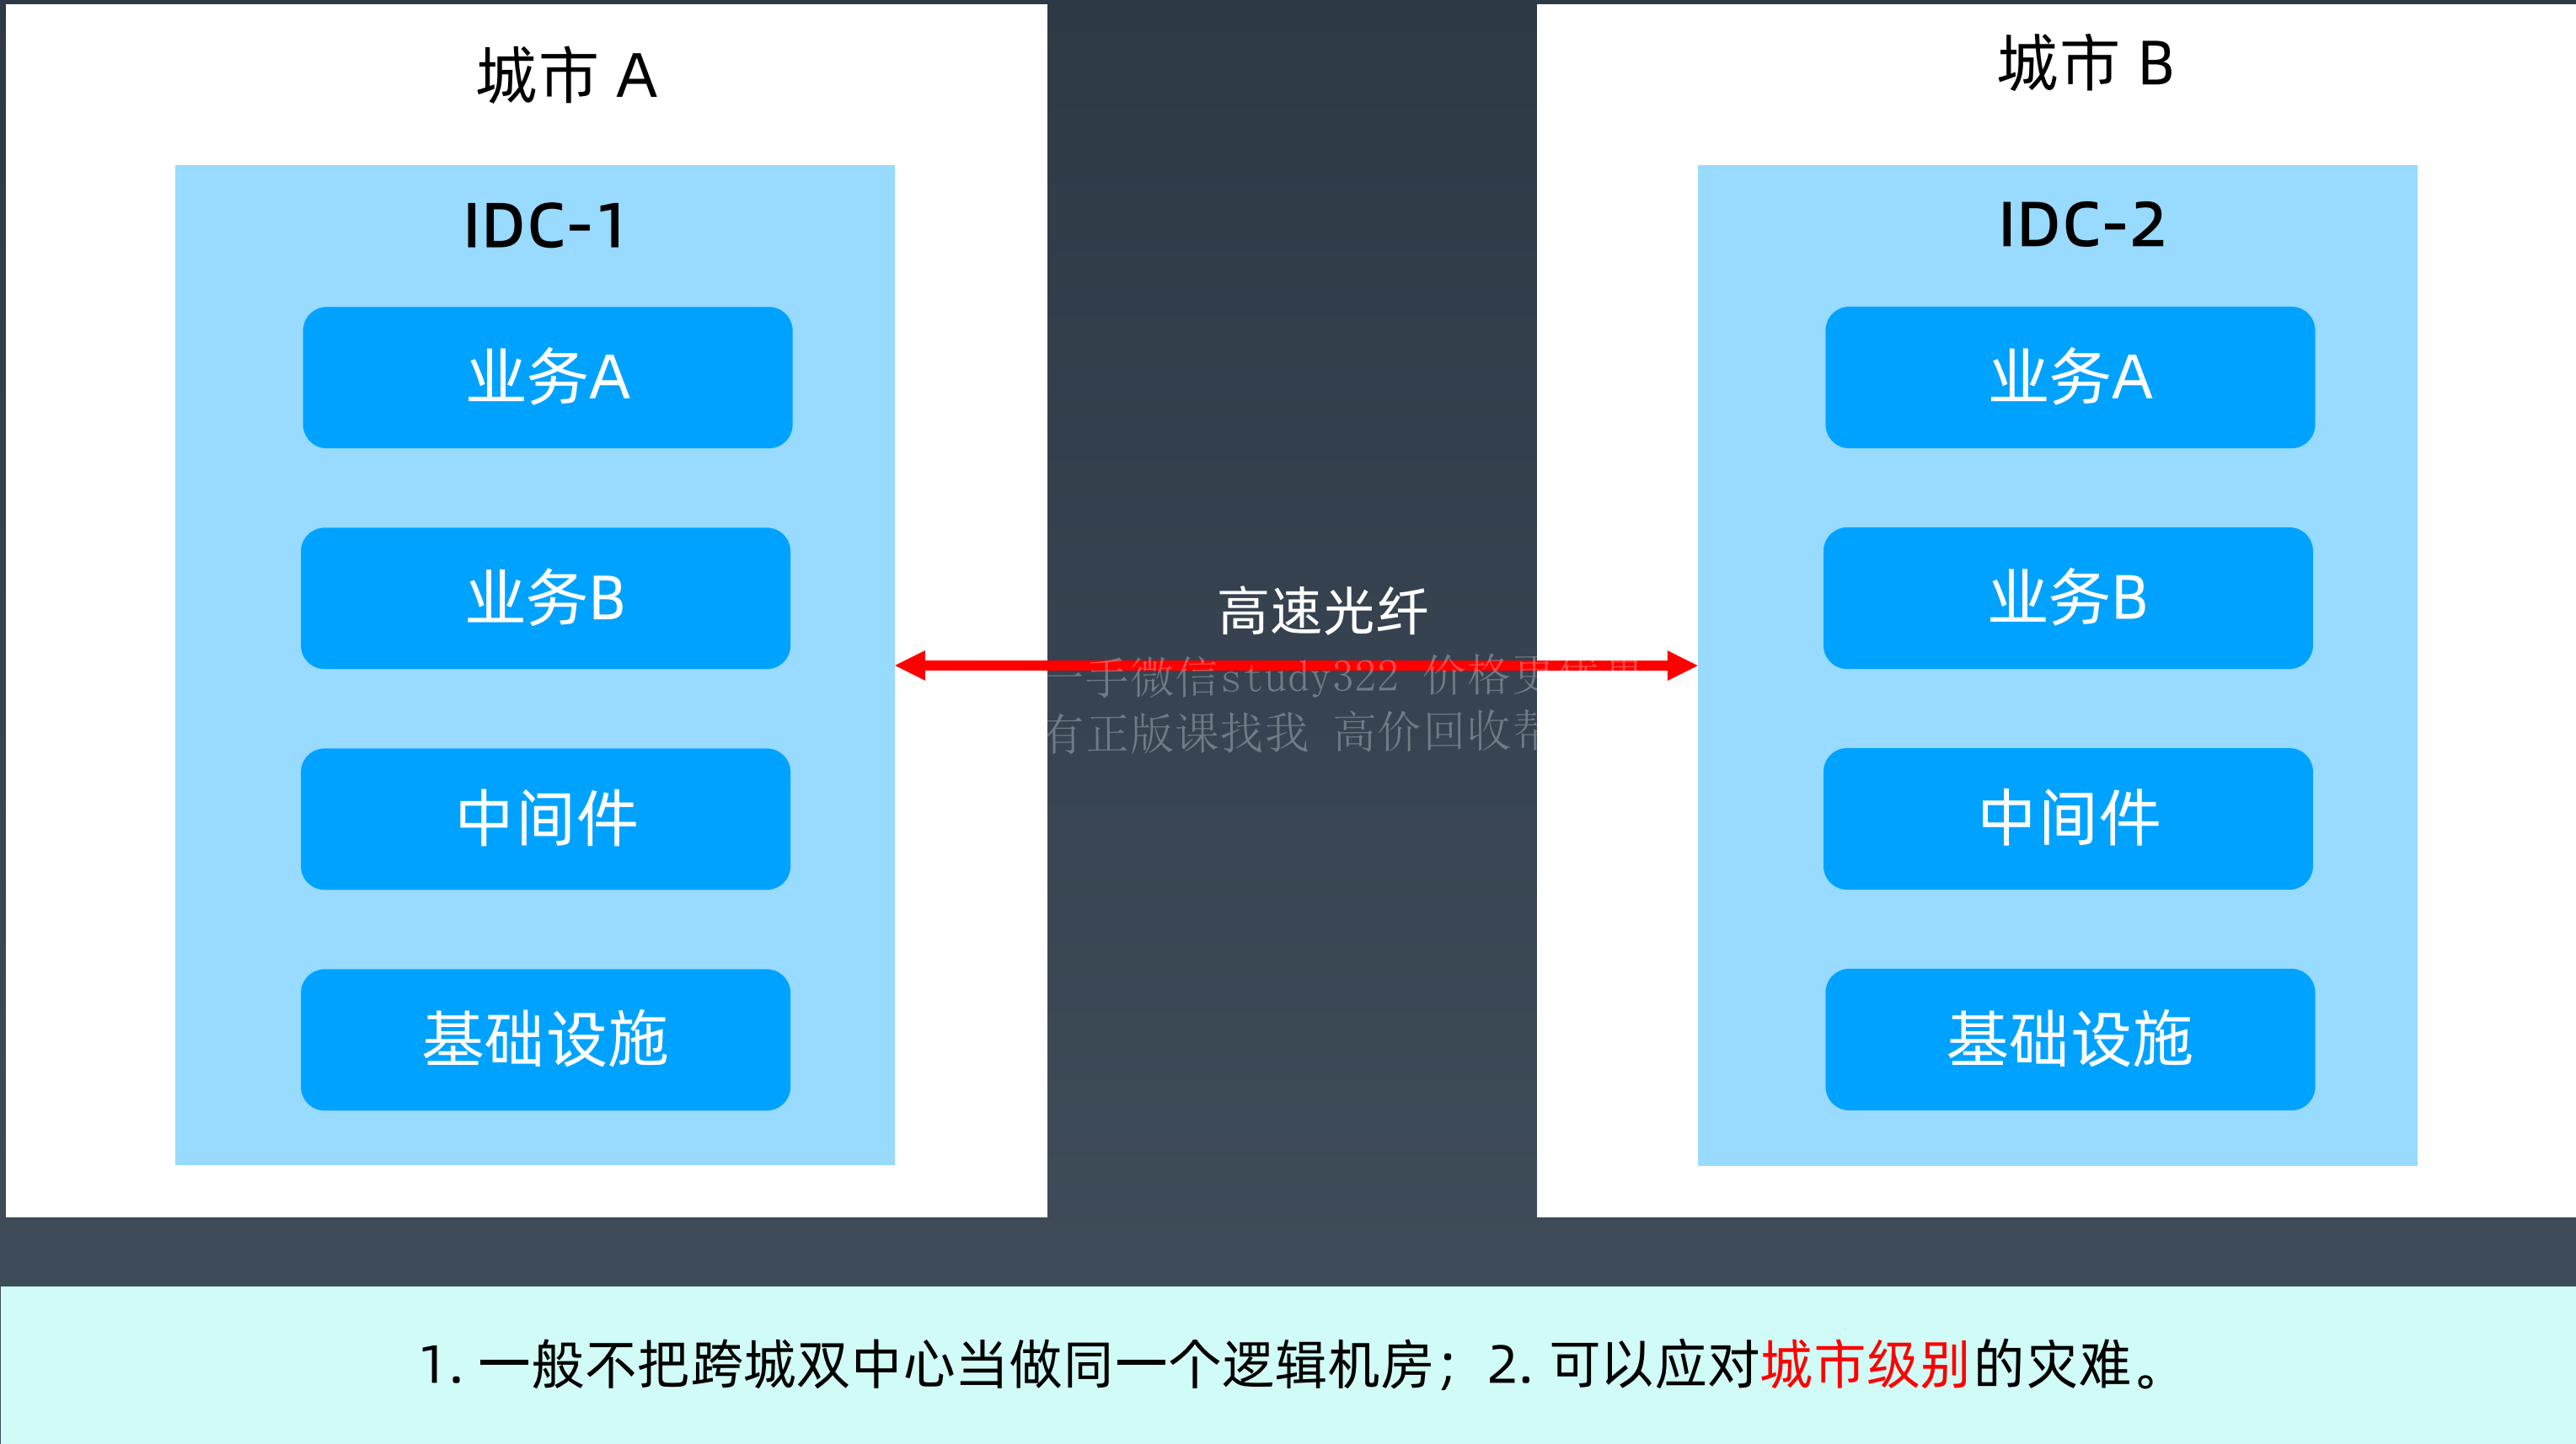 城市 A
IDC-1
业务A
业务B
中间件
基础设施
高速光纤
一手微信study322 价格更优惠
有正版课找我 高价回收帮
城市 B
IDC-2
业务A
业务B
中间件
基础设施
1. 一般不把跨城双中心当做同一个逻辑机房；2. 可以应对城市级别的灾难。